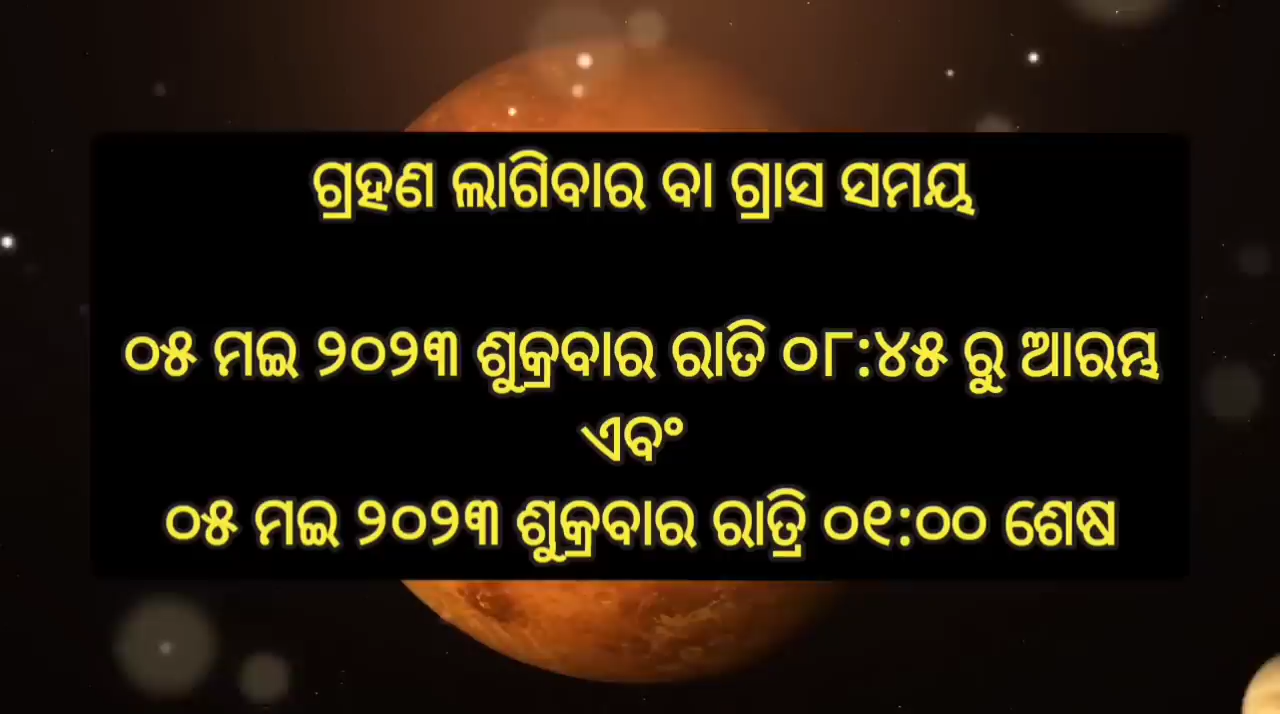 ଗ୍ରହଣ ଲାଗିବାର ବା ଗ୍ରାସ ସମୟ
୦୫ ମଇ ୨୦୨୩ ଶୁକ୍ରବାର ରାତି ୦୮:୪୫ ରୁ ଆରମ୍ଭ
ଏବଂ
୦୫ ମଇ ୨୦୨୩ ଶୁକ୍ରବାର ରାତ୍ରି ୦୧:୦୦ ଶେଷ